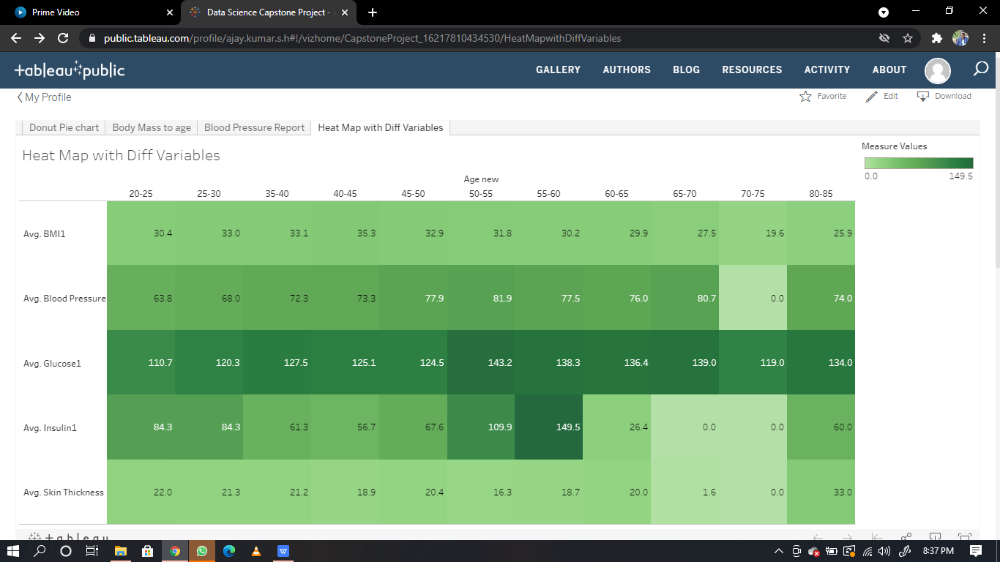 Prime Video
Data Science Capstone Project -
public.tableau.com/profile/ajay.kumar.s.h#!/vizhome/CapstoneProject_16217810434530/HeatMapwithDiffVariables
+ableau public
GALLERY AUTHORS BLOG RESOURCES ACTIVITY ABOUT
My Profile
Favorite Edit Download
Donut Pie chart Body Mass to age Blood Pressure Report Heat Map with Diff Variables
Measure Values
0.0 149.5
Heat Map with Diff Variables
Age new
20-25 25-30 35-40 40-45 45-50 50-55 55-60 60-65 65-70 70-75 80-85
Avg. BMI1 30.4 33.0 33.1 35.3 32.9 31.8 30.2 29.9 27.5 19.6 25.9
Avg. Blood Pressure 63.8 68.0 72.3 73.3 77.9 81.9 77.5 76.0 80.7 0.0 74.0
Avg. Glucose1 110.7 120.3 127.5 125.1 124.5 143.2 138.3 136.4 139.0 119.0 134.0
Avg. Insulin1 84.3 84.3 61.3 56.7 67.6 109.9 149.5 26.4 0.0 0.0 60.0
Avg. Skin Thickness 22.0 21.3 21.2 18.9 20.4 16.3 18.7 20.0 1.6 0.0 33.0
+ableau
8:37 PM